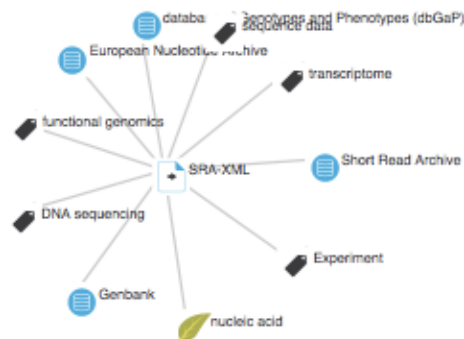 databa
Genotypes and Phenotypes (dbGaP)
sequence data
European Nucleotide Archive
transcriptome
functional genomics
Short Read Archive
SRA-XML
DNA sequencing
Experiment
Genbank
nucleic acid